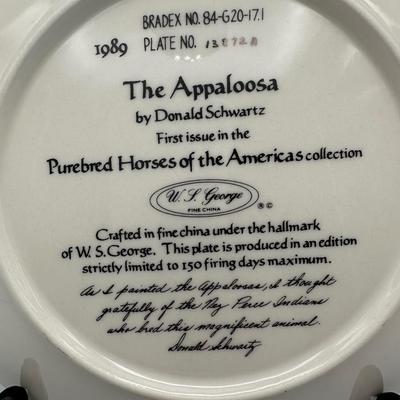 BRADEX NO. 84-G20-17.1
1989 PLATE NO.
The Appaloosa
by Donald Schwartz
First issue in the
Purebred Horses of the Americas collection
W. S. George
FINE CHINA
®©
Crafted in fine china under the hallmark
of W. S. George. This plate is produced in an edition
strictly limited to 150 firing days maximum.
As I painted the Appaloosas, I thought
gratefully of the Nez Perce Indians
who bred this magnificent animal.
Donald Schwartz